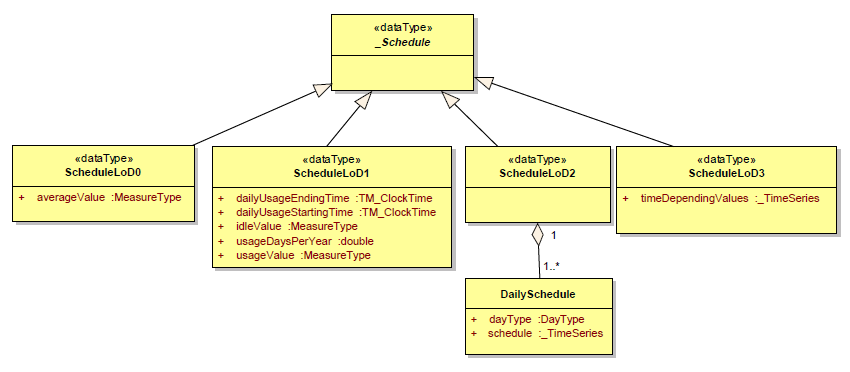 «dataType»
_Schedule
«dataType»
ScheduleLoD0
+ averageValue :MeasureType
«dataType»
ScheduleLoD1
+ dailyUsageEndingTime :TM_ClockTime
+ dailyUsageStartingTime :TM_ClockTime
+ idleValue :MeasureType
+ usageDaysPerYear :double
+ usageValue :MeasureType
«dataType»
ScheduleLoD2
«dataType»
ScheduleLoD3
+ timeDependingValues :_TimeSeries
1
1..*
DailySchedule
+ dayType :DayType
+ schedule :_TimeSeries